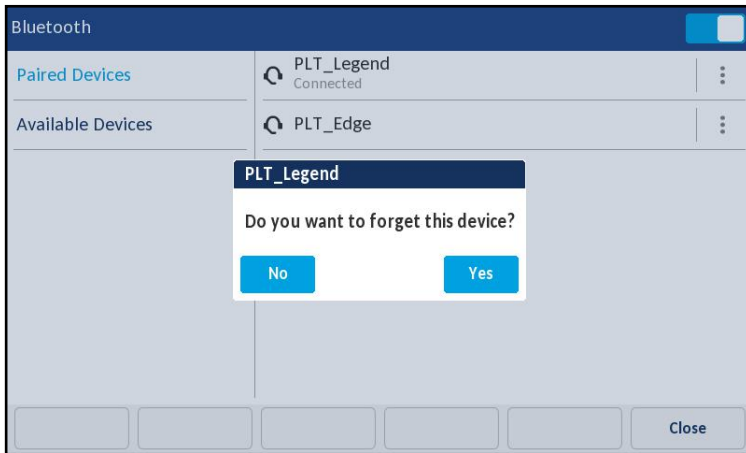 Bluetooth
Paired Devices
PLT_Legend
Connected
Available Devices
PLT_Edge
PLT_Legend
Do you want to forget this device?
No
Yes
Close